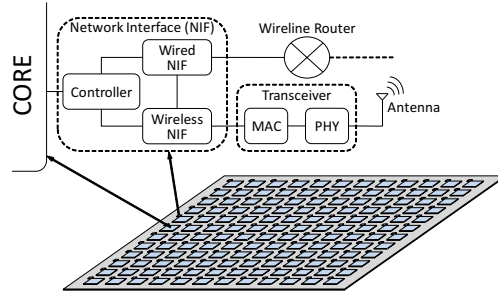 Network Interface (NIF)
Wireline Router
Wired
NIF
CORE
Controller
Transceiver
Antenna
Wireless
NIF
MAC
PHY